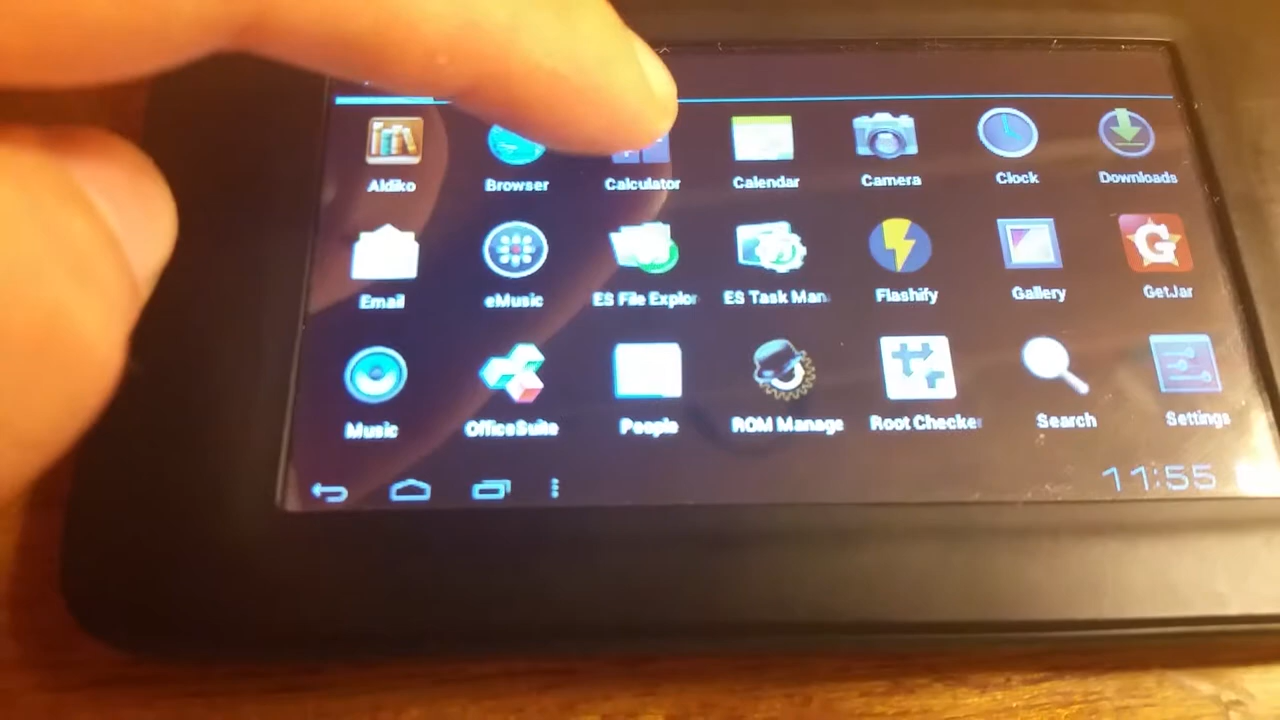 Aldiko Browser Calculator Calendar Camera Clock Downloads
Email eMusic ES File Explor ES Task Man Flashify Gallery GetJar
G
Music OfficeSuite People ROM Manage Root Checke Search Settings
11:55